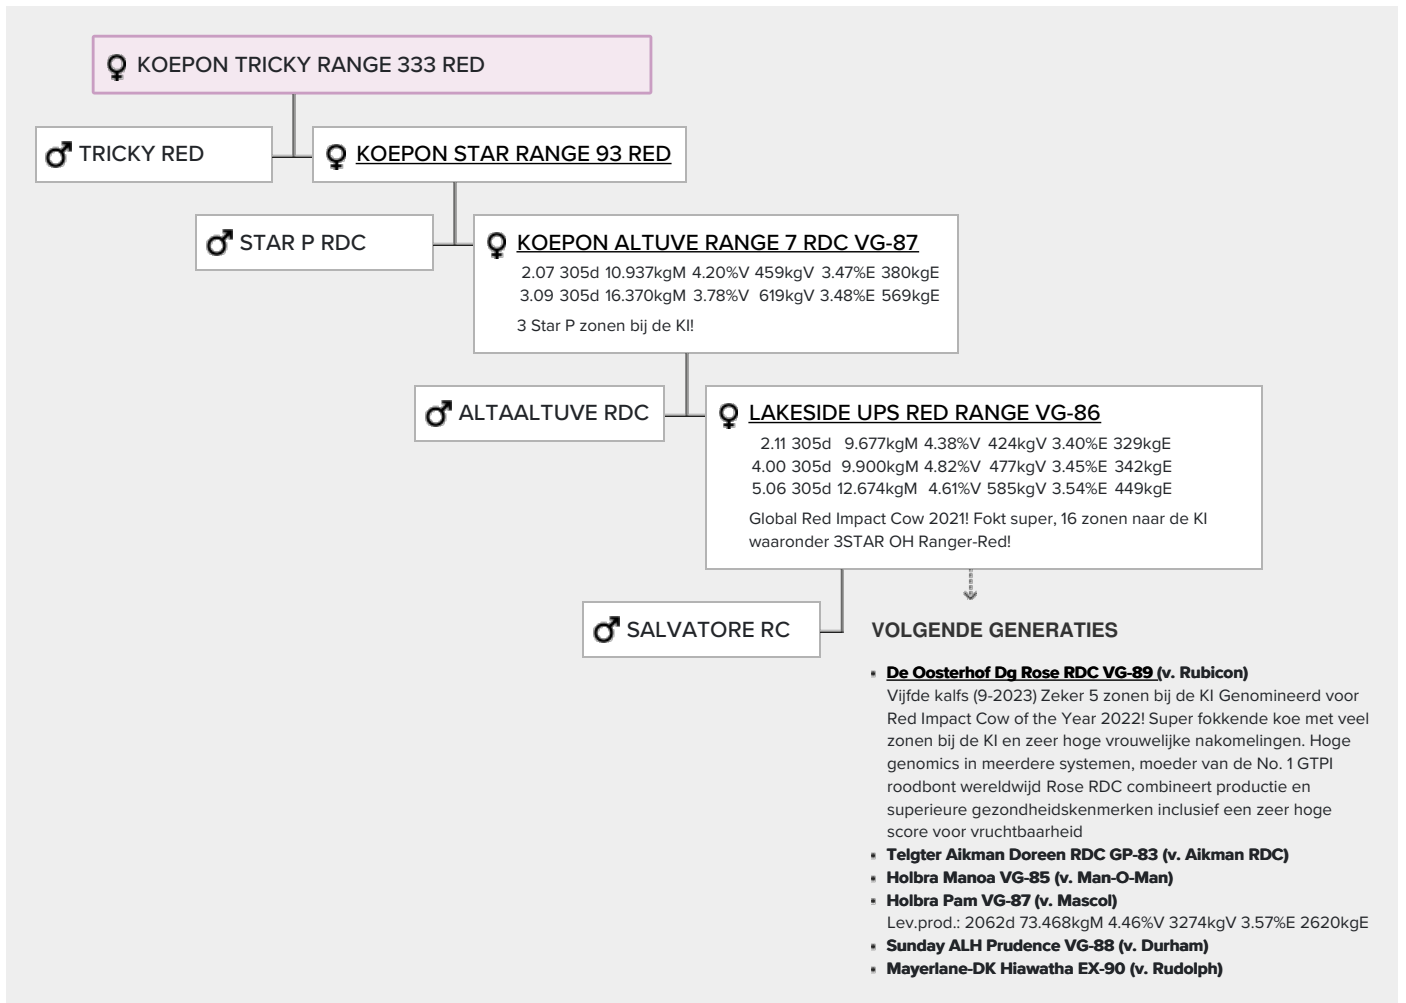 KOEPON TRICKY RANGE 333 RED
TRICKY RED
KOEPON STAR RANGE 93 RED
STAR P RDC
KOEPON ALTUVE RANGE 7 RDC VG-87
2.07 305d 10.937kgM 4.20%V 459kgV 3.47%E 380kgE
3.09 305d 16.370kgM 3.78%V 619kgV 3.48%E 569kgE
3 Star P zonen bij de KI!
ALTAALTUVE RDC
LAKESIDE UPS RED RANGE VG-86
2.11 305d 9.677kgM 4.38%V 424kgV 3.40%E 329kgE
4.00 305d 9.900kgM 4.82%V 477kgV 3.45%E 342kgE
5.06 305d 12.674kgM 4.61%V 585kgV 3.54%E 449kgE
Global Red Impact Cow 2021! Fokt super, 16 zonen naar de KI
waaronder 3STAR OH Ranger-Red!
SALVATORE RC
VOLGENDE GENERATIES
De Oosterhof Dg Rose RDC VG-89 (v. Rubicon)
Vijfde kalfs (9-2023) Zeker 5 zonen bij de KI Genomineerd voor
Red Impact Cow of the Year 2022! Super fokkende koe met veel
zonen bij de KI en zeer hoge vrouwelijke nakomelingen. Hoge
genomics in meerdere systemen, moeder van de No. 1 GTPI
roodbont wereldwijd Rose RDC combineert productie en
superieure gezondheidskenmerken inclusief een zeer hoge
score voor vruchtbaarheid
Telgter Aikman Doreen RDC GP-83 (v. Aikman RDC)
Holbra Manoa VG-85 (v. Man-O-Man)
Holbra Pam VG-87 (v. Mascol)
Lev.prod.: 2062d 73.468kgM 4.46%V 3274kgV 3.57%E 2620kgE
Sunday ALH Prudence VG-88 (v. Durham)
Mayerlane-DK Hiawatha EX-90 (v. Rudolph)